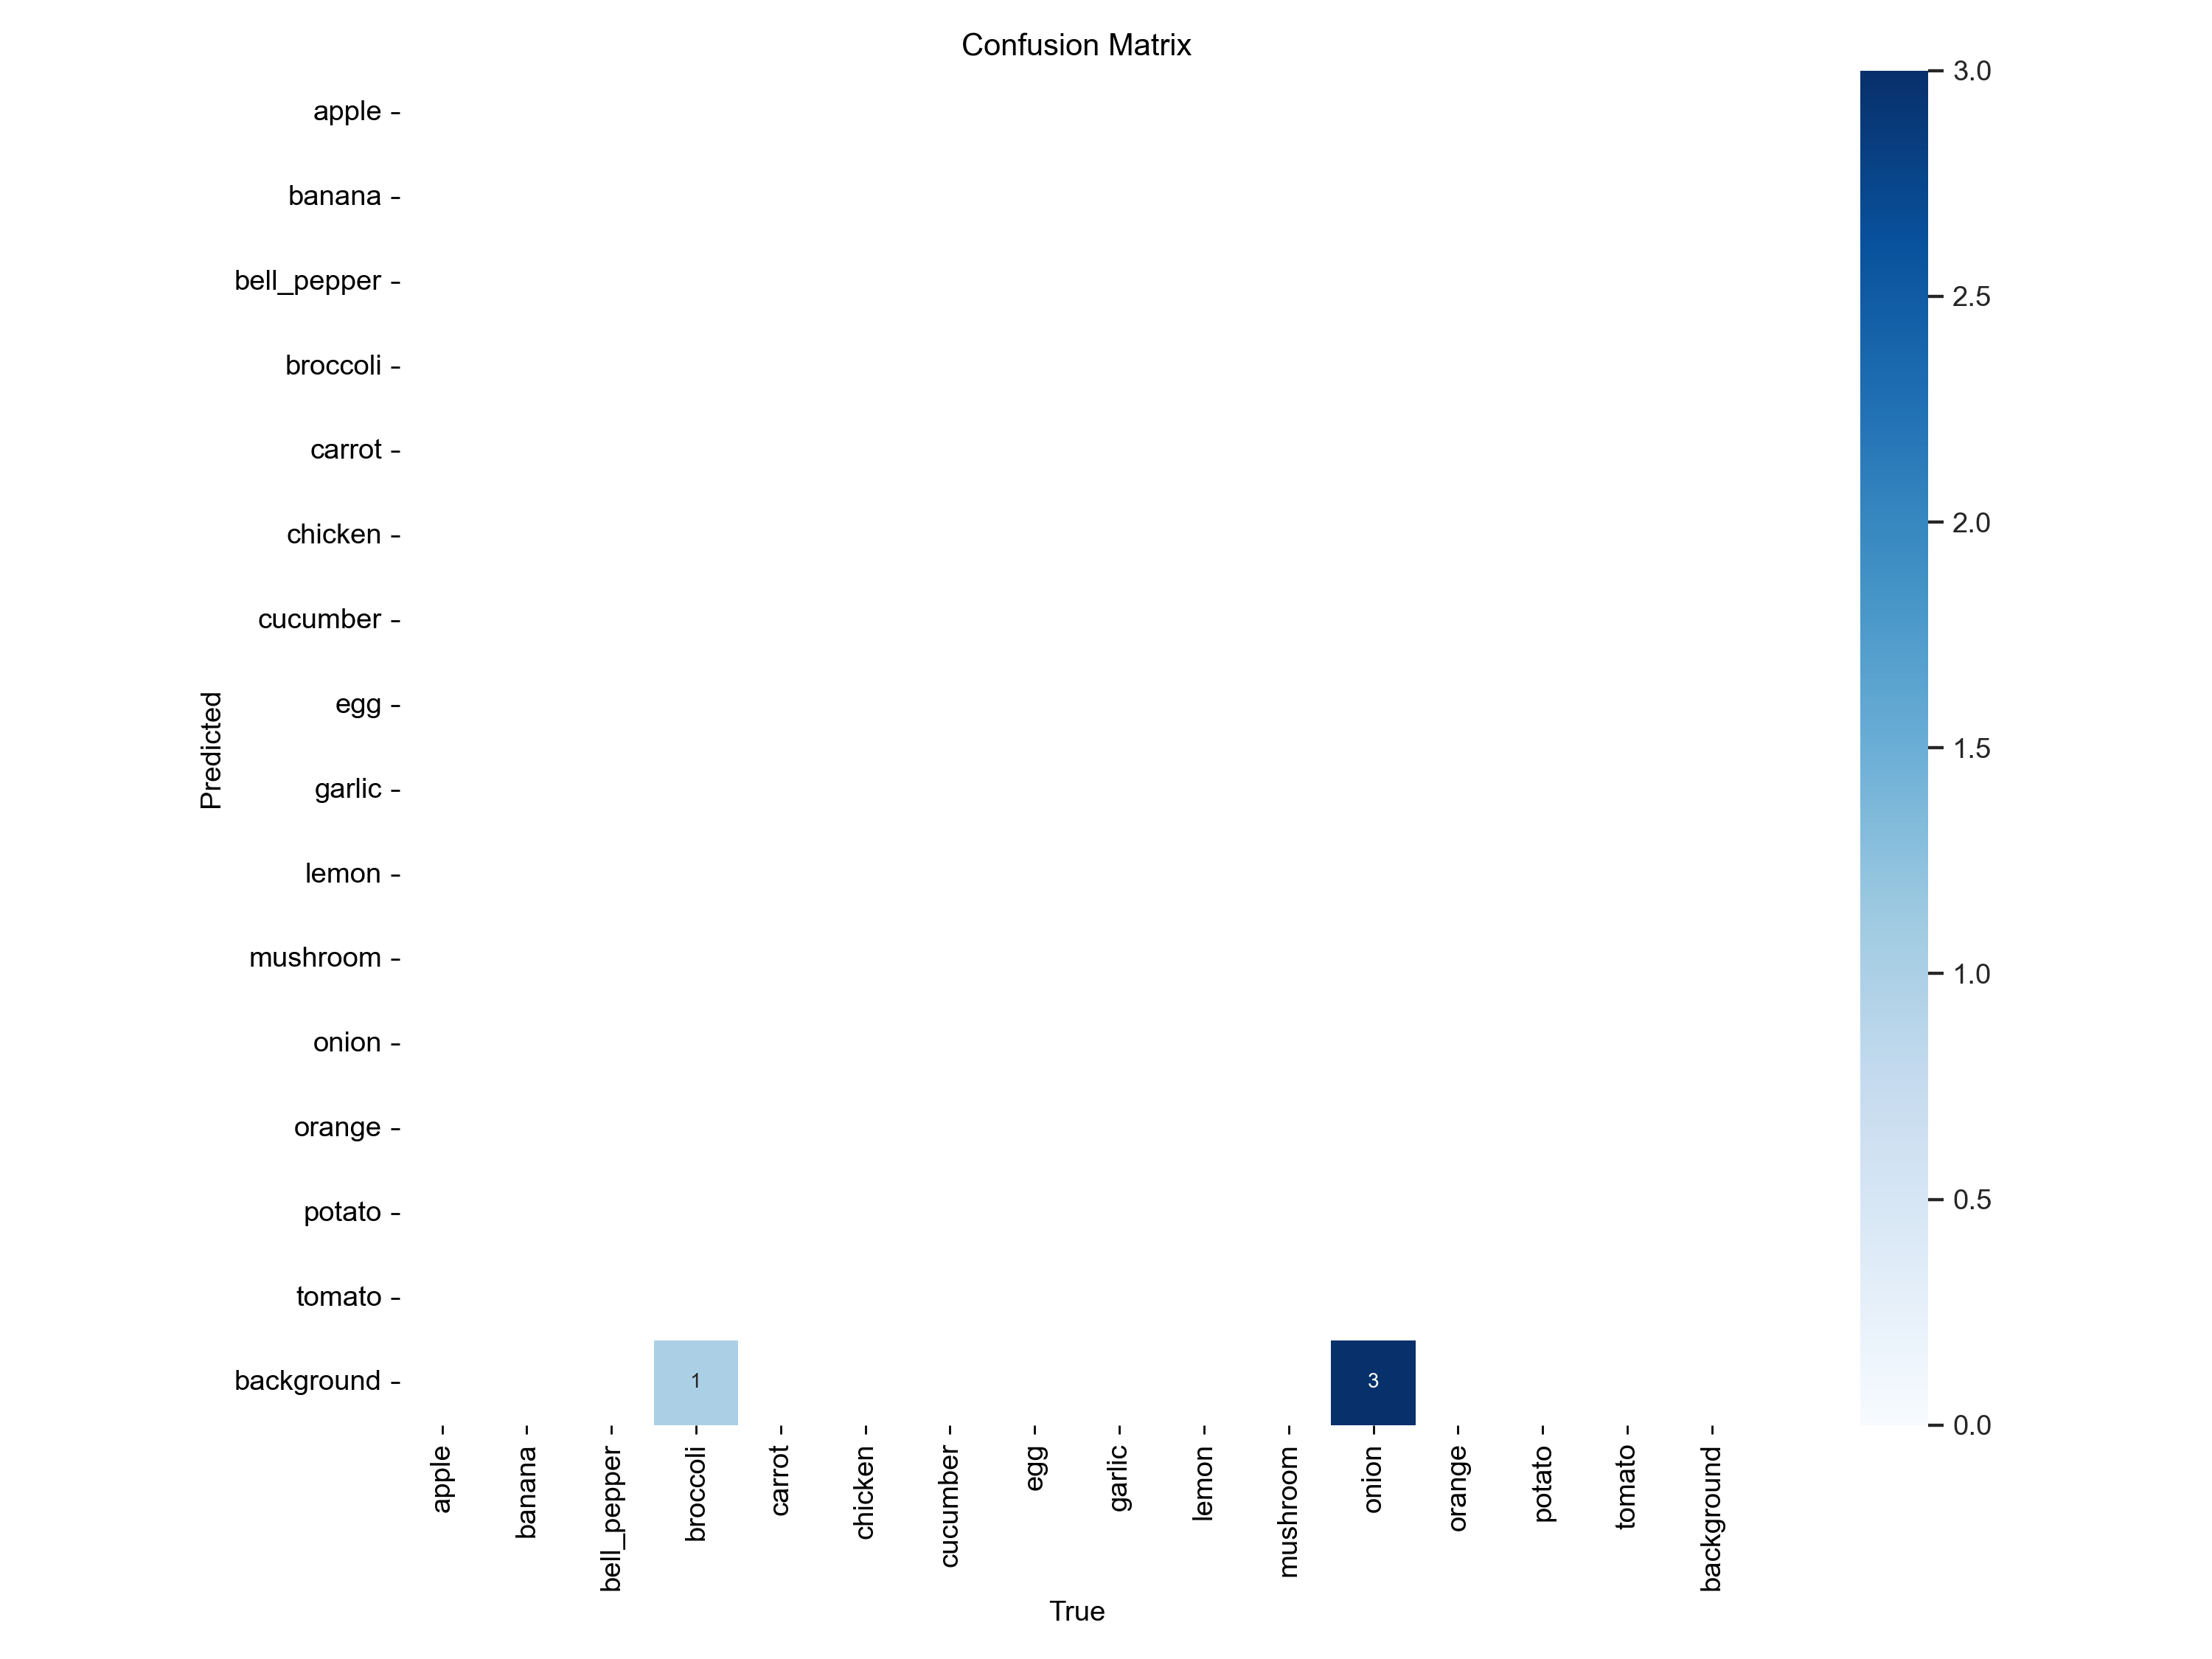 Confusion Matrix
apple
banana
bell_pepper
broccoli
carrot
chicken
cucumber
egg
garlic
lemon
mushroom
onion
orange
potato
tomato
background
Predicted
1
3
apple
banana
bell_pepper
broccoli
carrot
chicken
cucumber
egg
garlic
lemon
mushroom
onion
orange
potato
tomato
background
True
3.0
2.5
2.0
1.5
1.0
0.5
0.0